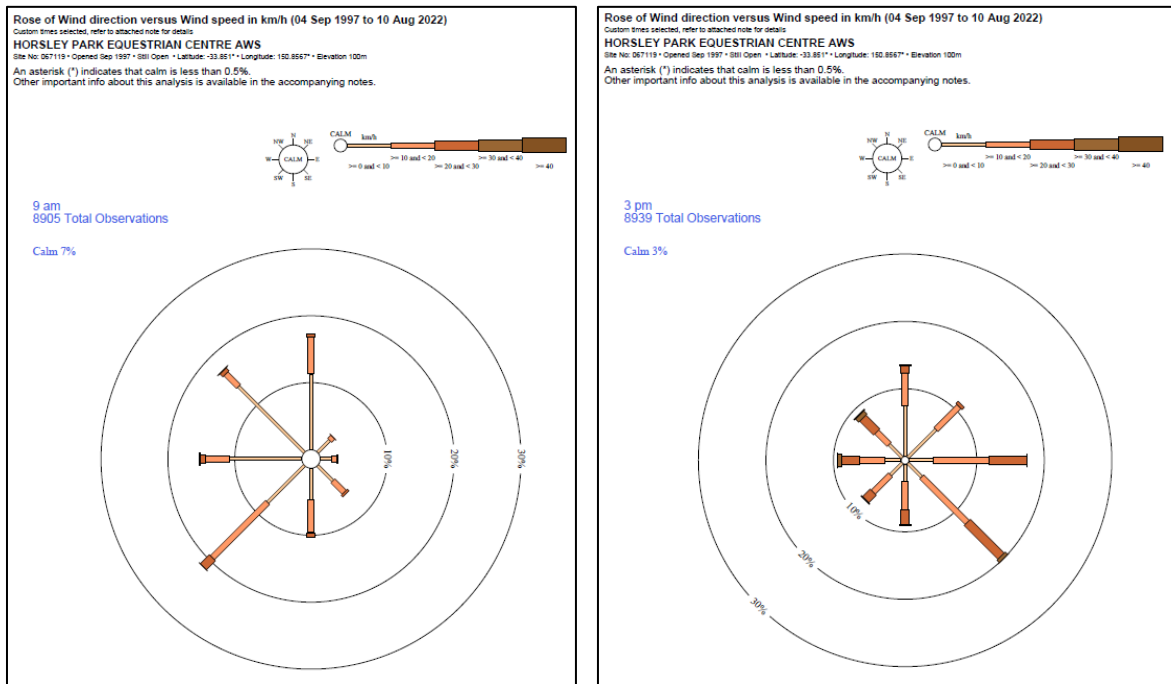 Rose of Wind direction versus Wind speed in km/h (04 Sep 1997 to 10 Aug 2022)
Custom times selected, refer to attached note for details
HORSLEY PARK EQUESTRIAN CENTRE AWS
Site No: 067119 • Opened Sep 1997 • Still Open • Latitude: -33.851° • Longitude: 150.8567° • Elevation 100m
An asterisk (*) indicates that calm is less than 0.5%.
Other important info about this analysis is available in the accompanying notes.
N
NW NE
W CALM E
SW SE
S
CALM km/h
>= 10 and < 20 >= 30 and < 40
>= 0 and < 10 >= 20 and < 30 >= 40
9 am
8905 Total Observations
Calm 7%
10% 20% 30%
Rose of Wind direction versus Wind speed in km/h (04 Sep 1997 to 10 Aug 2022)
Custom times selected, refer to attached note for details
HORSLEY PARK EQUESTRIAN CENTRE AWS
Site No: 067119 • Opened Sep 1997 • Still Open • Latitude: -33.851° • Longitude: 150.8567° • Elevation 100m
An asterisk (*) indicates that calm is less than 0.5%.
Other important info about this analysis is available in the accompanying notes.
N
NW NE
W CALM E
SW SE
S
CALM km/h
>= 10 and < 20 >= 30 and < 40
>= 0 and < 10 >= 20 and < 30 >= 40
3 pm
8939 Total Observations
Calm 3%
10%
20%
30%